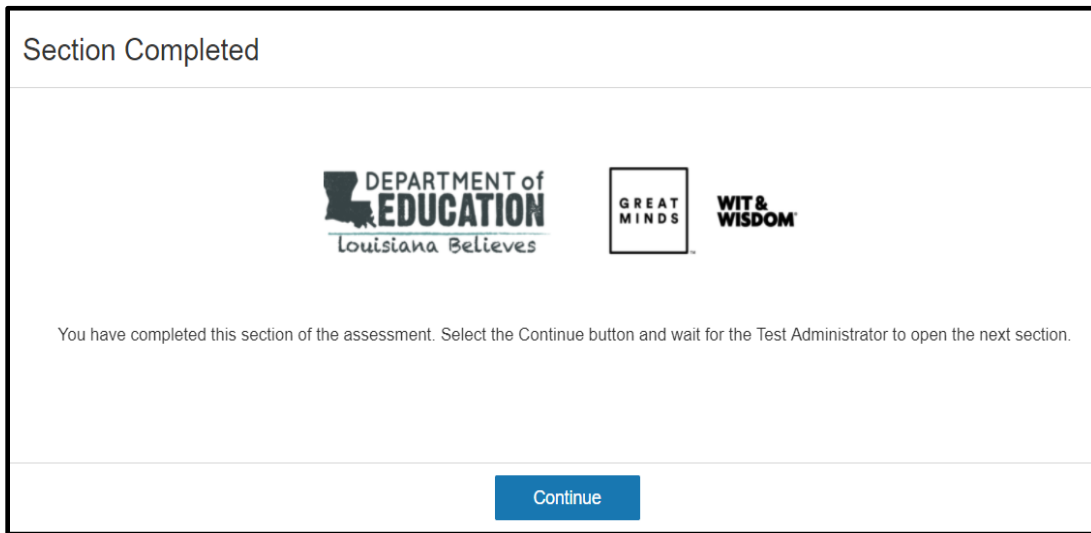 Section Completed
DEPARTMENT of
EDUCATION
Louisiana Believes
GREAT
MINDS
™
WIT &
WISDOM®
You have completed this section of the assessment. Select the Continue button and wait for the Test Administrator to open the next section.
Continue